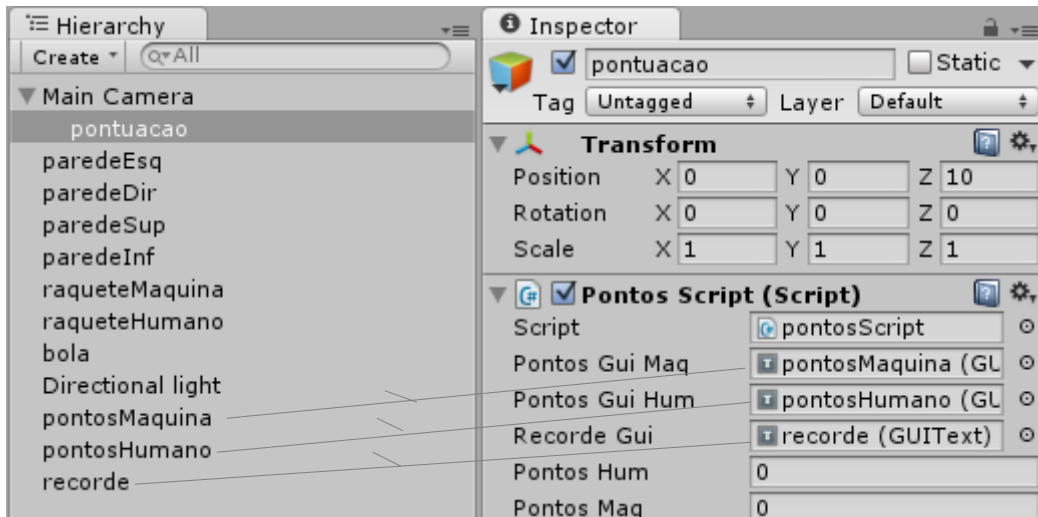 Hierarchy
Create All
Main Camera
pontuacao
paredeEsq
paredeDir
paredeSup
paredeInf
raqueteMaquina
raqueteHumano
bola
Directional light
pontosMaquina
pontosHumano
recorde
Inspector
pontuacao Static
Tag Untagged Layer Default
Transform
Position X 0 Y 0 Z 10
Rotation X 0 Y 0 Z 0
Scale X 1 Y 1 Z 1
Pontos Script (Script)
Script pontosScript
Pontos Gui Maq pontosMaquina (GU
Pontos Gui Hum pontosHumano (GU
Recorde Gui recorde (GUIText)
Pontos Hum 0
Pontos Maq 0